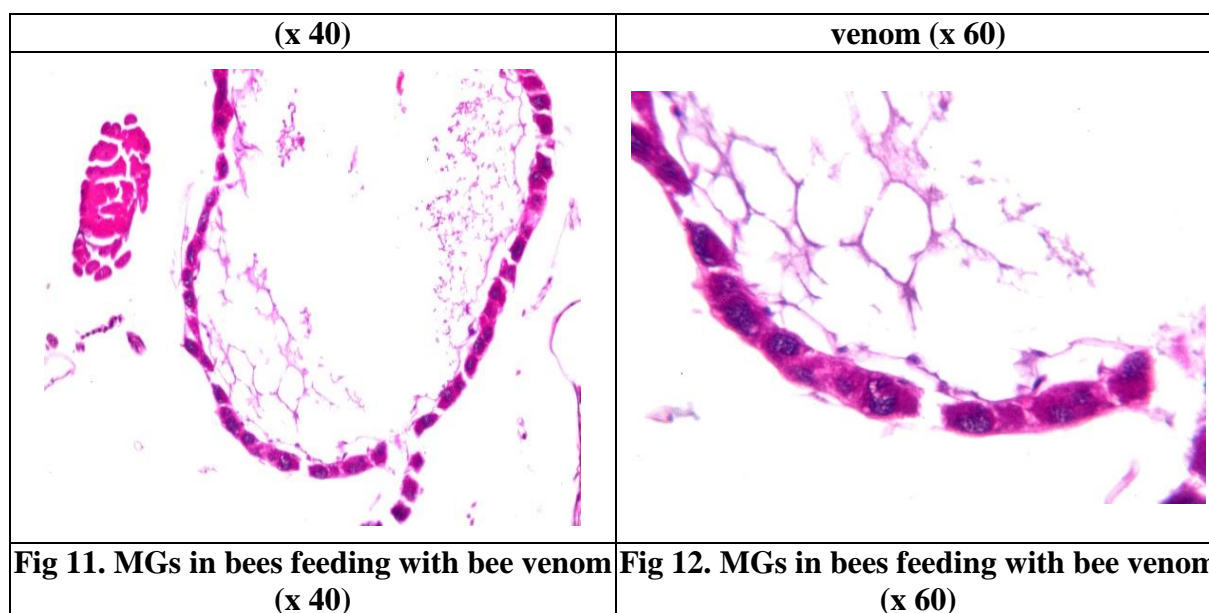 (x 40)
venom (x 60)
Fig 11. MGs in bees feeding with bee venom
(x 40)
Fig 12. MGs in bees feeding with bee venom
(x 60)